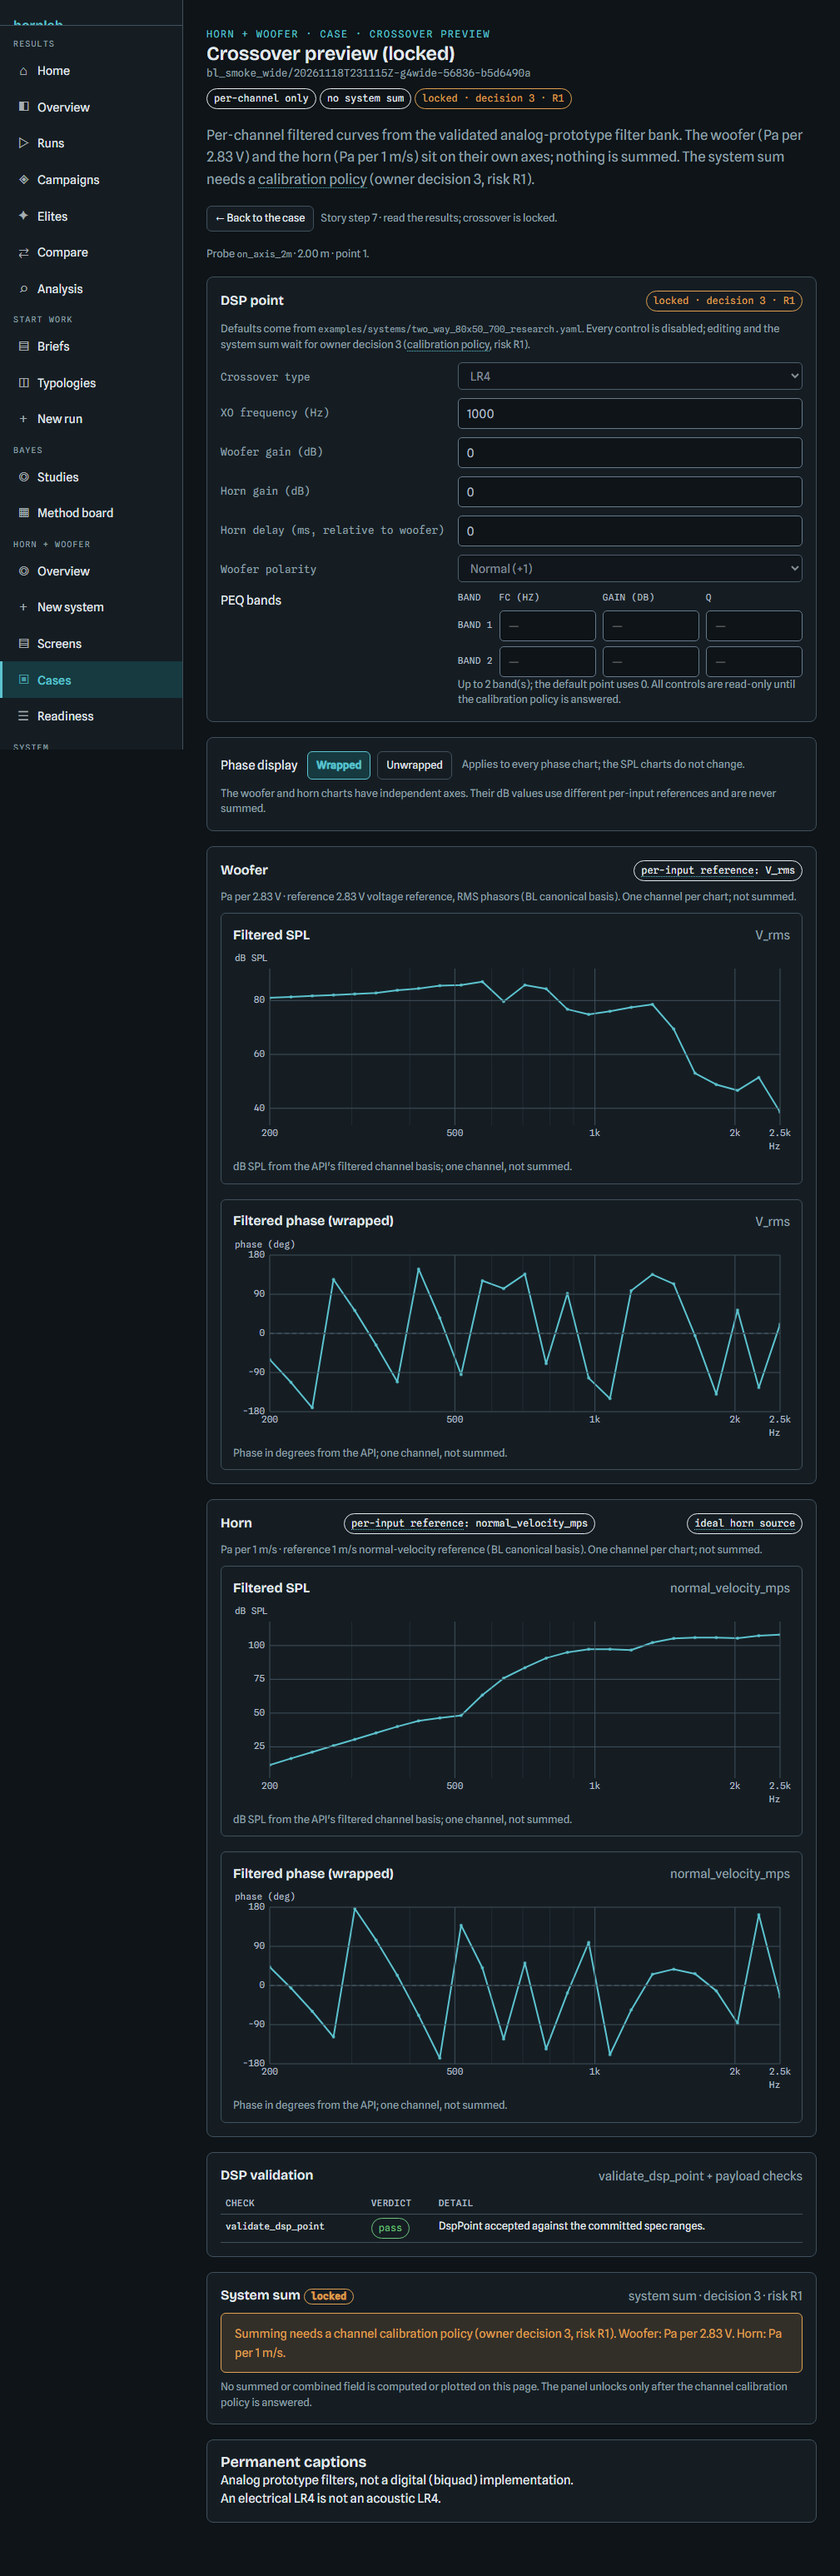 RESULTS
Home
Overview
Runs
Campaigns
Elites
Compare
Analysis
START WORK
Briefs
Typologies
New run
BAYES
Studies
Method board
HORN + WOOFER
Overview
New system
Screens
Cases
Readiness
SYSTEM
HORN + WOOFER · CASE · CROSSOVER PREVIEW
Crossover preview (locked)
bl_smoke_wide/20261118T231115Z-g4wide-56836-b5d6490a
per-channel only
no system sum
locked · decision 3 · R1
Per-channel filtered curves from the validated analog-prototype filter bank. The woofer (Pa per
2.83 V) and the horn (Pa per 1 m/s) sit on their own axes; nothing is summed. The system sum
needs a calibration policy (owner decision 3, risk R1).
← Back to the case
Story step 7 · read the results; crossover is locked.
Probe on_axis_2m · 2.00 m · point 1.
DSP point
locked · decision 3 · R1
Defaults come from examples/systems/two_way_80x50_700_research.yaml. Every control is disabled; editing and the
system sum wait for owner decision 3 (calibration policy, risk R1).
Crossover type
LR4
XO frequency (Hz)
1000
Woofer gain (dB)
0
Horn gain (dB)
0
Horn delay (ms, relative to woofer)
0
Woofer polarity
Normal (+1)
PEQ bands
BAND FC (HZ) GAIN (DB) Q
BAND 1 — — —
BAND 2 — — —
Up to 2 band(s); the default point uses 0. All controls are read-only until
the calibration policy is answered.
Phase display
Wrapped
Unwrapped
Applies to every phase chart; the SPL charts do not change.
The woofer and horn charts have independent axes. Their dB values use different per-input references and are never
summed.
Woofer
per-input reference: V_rms
Pa per 2.83 V · reference 2.83 V voltage reference, RMS phasors (BL canonical basis). One channel per chart; not summed.
Filtered SPL
V_rms
dB SPL
80
60
40
200 500 1k 2k 2.5k
Hz
dB SPL from the API's filtered channel basis; one channel, not summed.
Filtered phase (wrapped)
V_rms
phase (deg)
180
90
0
-90
-180
200 500 1k 2k 2.5k
Hz
Phase in degrees from the API; one channel, not summed.
Horn
per-input reference: normal_velocity_mps
ideal horn source
Pa per 1 m/s · reference 1 m/s normal-velocity reference (BL canonical basis). One channel per chart; not summed.
Filtered SPL
normal_velocity_mps
dB SPL
100
75
50
25
200 500 1k 2k 2.5k
Hz
dB SPL from the API's filtered channel basis; one channel, not summed.
Filtered phase (wrapped)
normal_velocity_mps
phase (deg)
180
90
0
-90
-180
200 500 1k 2k 2.5k
Hz
Phase in degrees from the API; one channel, not summed.
DSP validation
validate_dsp_point + payload checks
CHECK VERDICT DETAIL
validate_dsp_point pass DspPoint accepted against the committed spec ranges.
System sum locked
system sum · decision 3 · risk R1
Summing needs a channel calibration policy (owner decision 3, risk R1). Woofer: Pa per 2.83 V. Horn: Pa
per 1 m/s.
No summed or combined field is computed or plotted on this page. The panel unlocks only after the channel calibration
policy is answered.
Permanent captions
Analog prototype filters, not a digital (biquad) implementation.
An electrical LR4 is not an acoustic LR4.